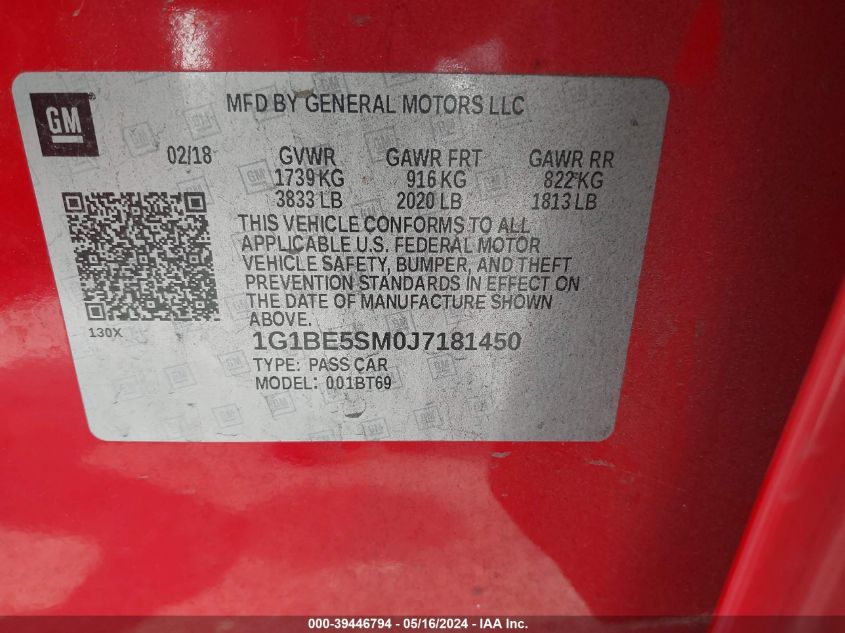 GM
MFD BY GENERAL MOTORS LLC
02/18 GVWR GAWR FRT GAWR RR
1739 KG 916 KG 822 KG
3833 LB 2020 LB 1813 LB
THIS VEHICLE CONFORMS TO ALL
APPLICABLE U.S. FEDERAL MOTOR
VEHICLE SAFETY, BUMPER, AND THEFT
PREVENTION STANDARDS IN EFFECT ON
THE DATE OF MANUFACTURE SHOWN
ABOVE.
130X
1G1BE5SM0J7181450
TYPE: PASS CAR
MODEL: 001BT69
000-39446794 - 05/16/2024 - IAA Inc.